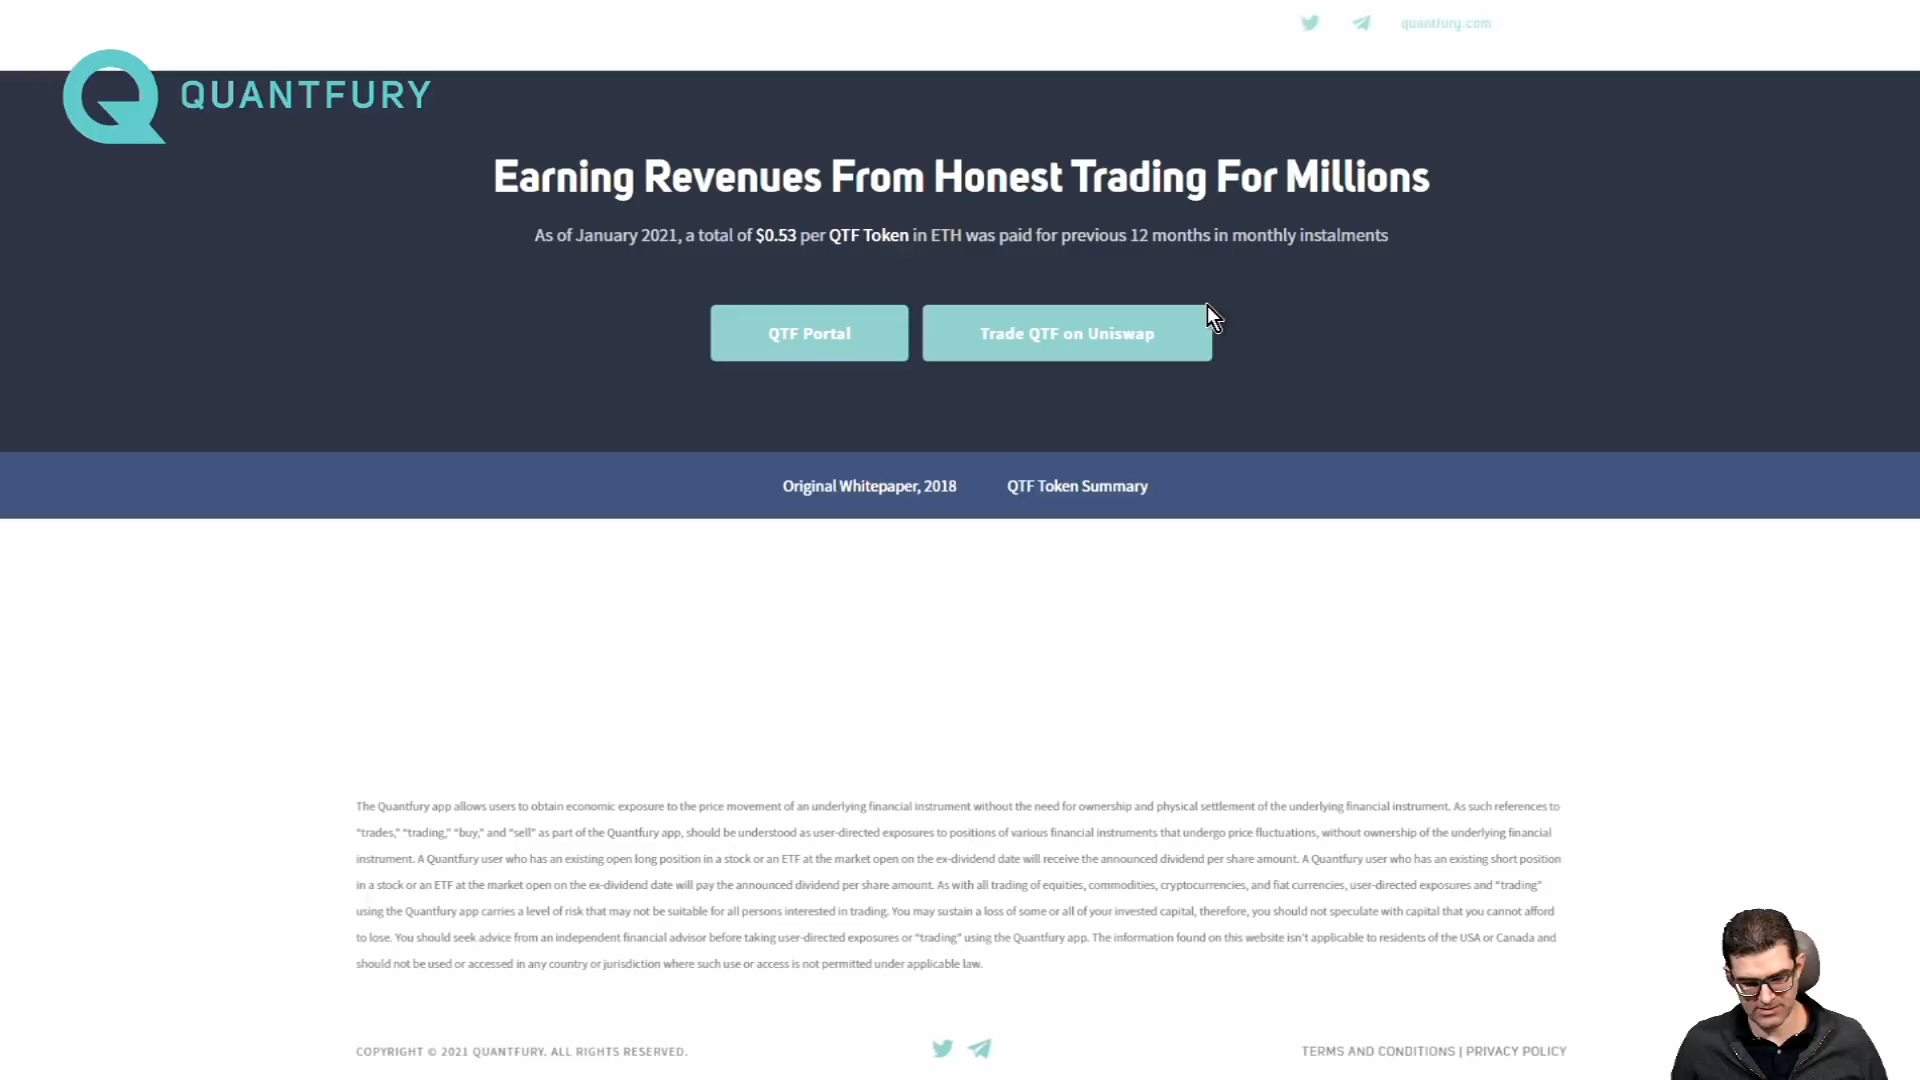 quantfury.com
QUANTFURY
Earning Revenues From Honest Trading For Millions
As of January 2021, a total of $0.53 per QTF Token in ETH was paid for previous 12 months in monthly instalments
QTF Portal
Trade QTF on Uniswap
Original Whitepaper, 2018
QTF Token Summary
The Quantfury app allows users to obtain economic exposure to the price movement of an underlying financial instrument without the need for ownership and physical settlement of the underlying financial instrument. As such references to
“trades,” “trading,” “buy,” and “sell” as part of the Quantfury app, should be understood as user-directed exposures to positions of various financial instruments that undergo price fluctuations, without ownership of the underlying financial
instrument. A Quantfury user who has an existing open long position in a stock or an ETF at the market open on the ex-dividend date will receive the announced dividend per share amount. A Quantfury user who has an existing short position
in a stock or an ETF at the market open on the ex-dividend date will pay the announced dividend per share amount. As with all trading of equities, commodities, cryptocurrencies, and fiat currencies, user-directed exposures and “trading”
using the Quantfury app carries a level of risk that may not be suitable for all persons interested in trading. You may sustain a loss of some or all of your invested capital, therefore, you should not speculate with capital that you cannot afford
to lose. You should seek advice from an independent financial advisor before taking user-directed exposures or “trading” using the Quantfury app. The information found on this website isn't applicable to residents of the USA or Canada and
should not be used or accessed in any country or jurisdiction where such use or access is not permitted under applicable law.
COPYRIGHT © 2021 QUANTFURY. ALL RIGHTS RESERVED.
TERMS AND CONDITIONS | PRIVACY POLICY